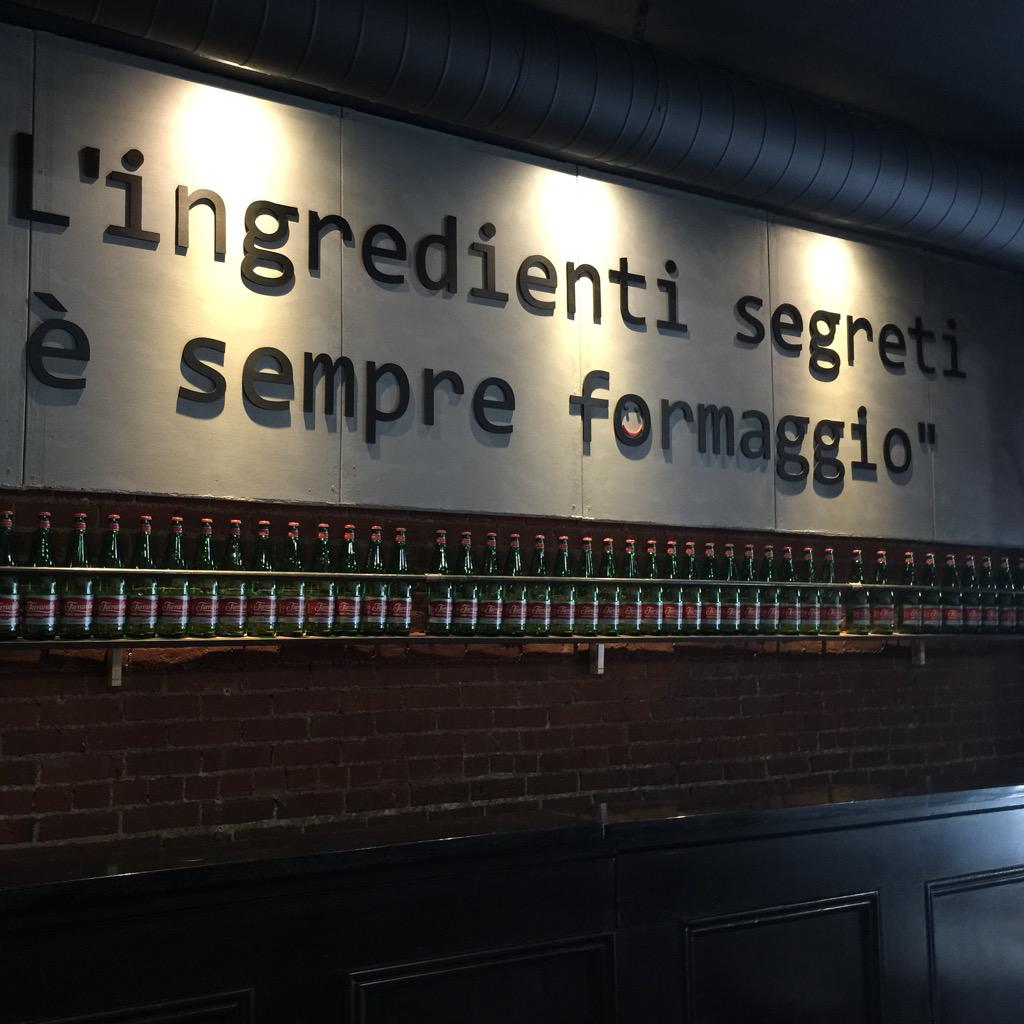 L'ingredienti segreti
è sempre formaggio"